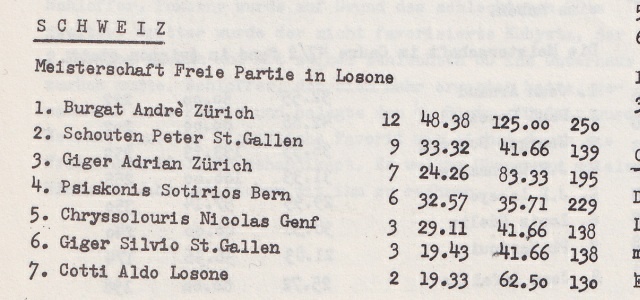 SCHWEIZ
Meisterschaft Freie Partie in Losone
1. Burgat Andrè Zürich 12 48.38 125.00 250
2. Schouten Peter St.Gallen 9 33.32 41.66 139
3. Giger Adrian Zürich 7 24.26 83.33 195
4. Psiskonis Sotirios Bern 6 32.57 35.71 229
5. Chryssolouris Nicolas Genf 3 29.11 41.66 138
6. Giger Silvio St.Gallen 3 19.43 41.66 138
7. Cotti Aldo Losone 2 19.33 62.50 130